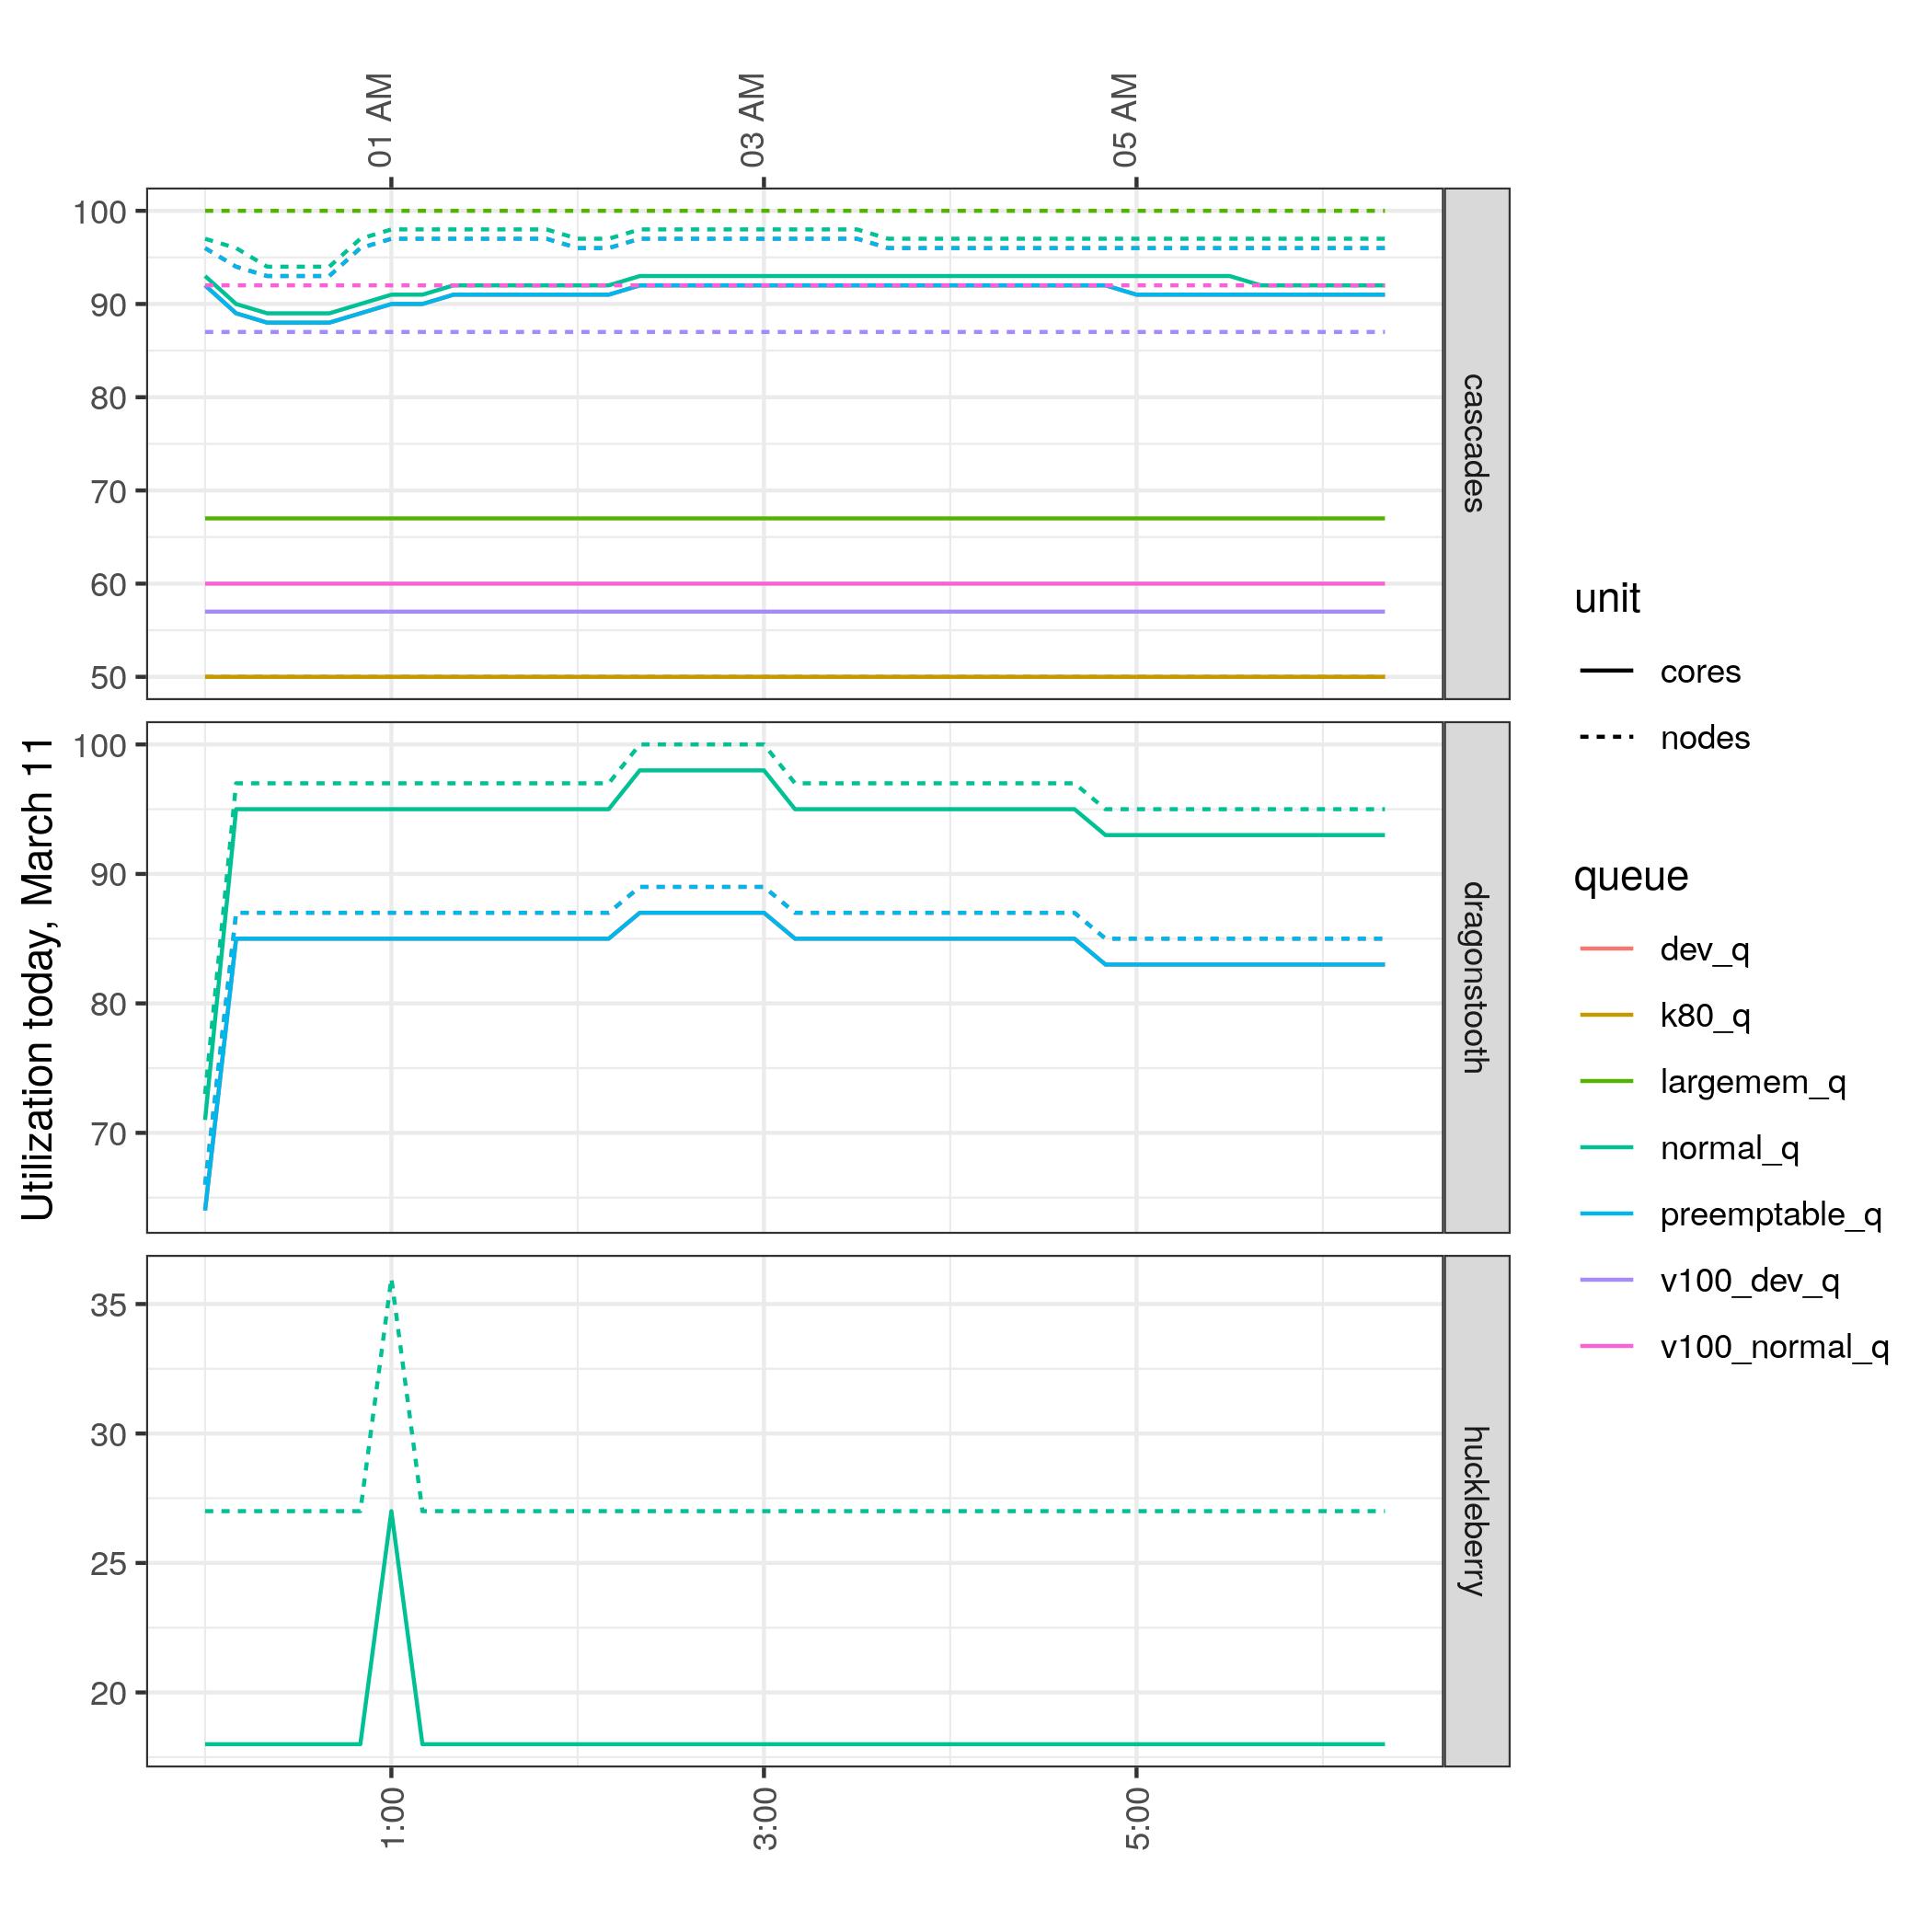 01 AM
03 AM
05 AM
100
90
80
70
60
50
cascades
100
90
80
70
dragonstooth
35
30
25
20
huckleberry
1:00
3:00
5:00
Utilization today, March 11
unit
cores
nodes
queue
dev_q
k80_q
largemem_q
normal_q
preemptable_q
v100_dev_q
v100_normal_q